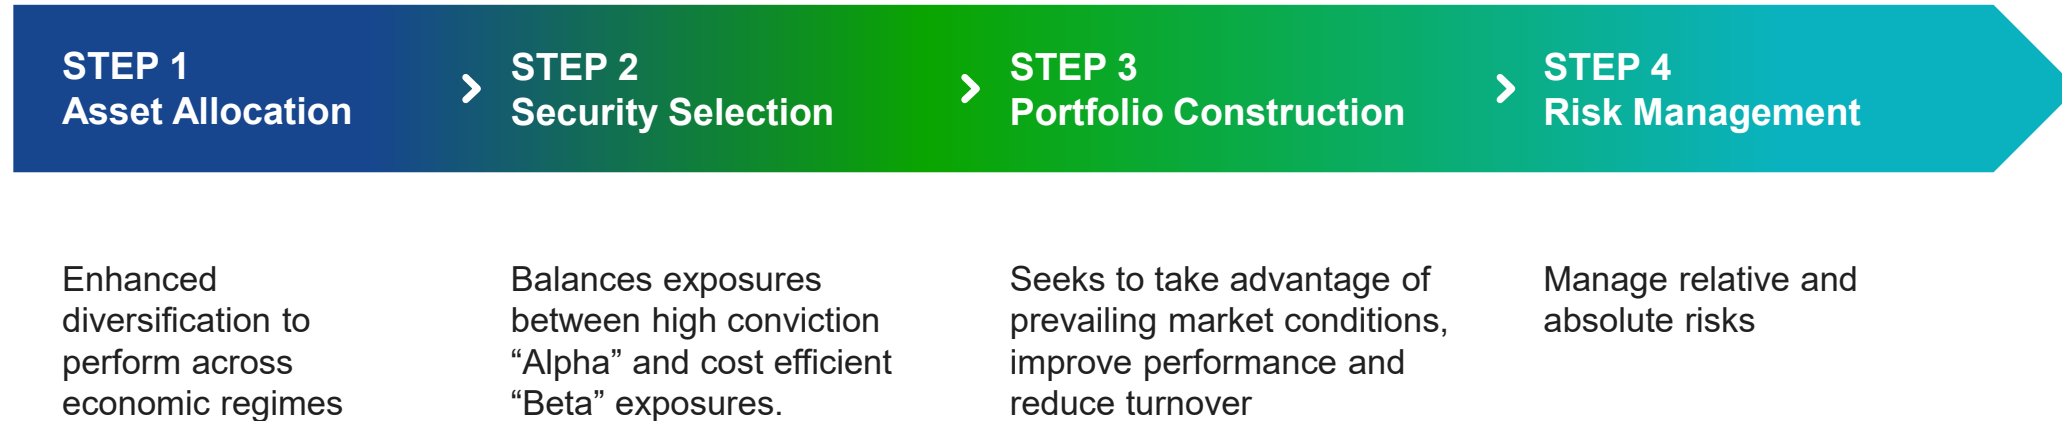 STEP 1
Asset Allocation
STEP 2
Security Selection
STEP 3
Portfolio Construction
STEP 4
Risk Management
Enhanced
diversification to
perform across
economic regimes
Balances exposures
between high conviction
“Alpha” and cost efficient
“Beta” exposures.
Seeks to take advantage of
prevailing market conditions,
improve performance and
reduce turnover
Manage relative and
absolute risks